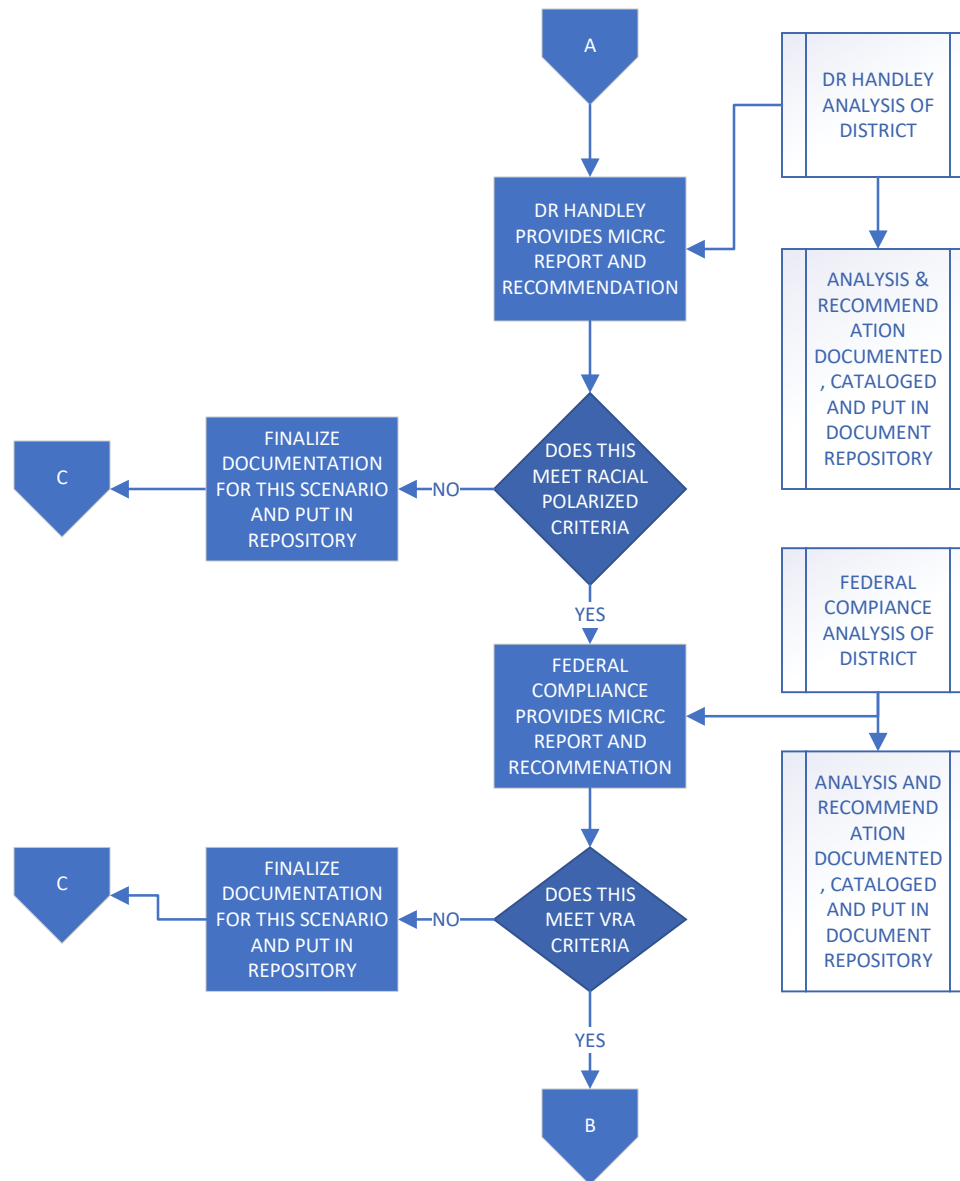 A
DR HANDLEY
ANALYSIS OF
DISTRICT
DR HANDLEY
PROVIDES MICRC
REPORT AND
RECOMMENDATION
ANALYSIS &
RECOMMEND
ATION
DOCUMENTED
, CATALOGED
AND PUT IN
DOCUMENT
REPOSITORY
DOES THIS
MEET RACIAL
POLARIZED
CRITERIA
NO
FINALIZE
DOCUMENTATION
FOR THIS SCENARIO
AND PUT IN
REPOSITORY
C
YES
FEDERAL
COMPIANCE
ANALYSIS OF
DISTRICT
FEDERAL
COMPLIANCE
PROVIDES MICRC
REPORT AND
RECOMMENATION
ANALYSIS AND
RECOMMEND
ATION
DOCUMENTED
, CATALOGED
AND PUT IN
DOCUMENT
REPOSITORY
DOES THIS
MEET VRA
CRITERIA
NO
FINALIZE
DOCUMENTATION
FOR THIS SCENARIO
AND PUT IN
REPOSITORY
C
YES
B